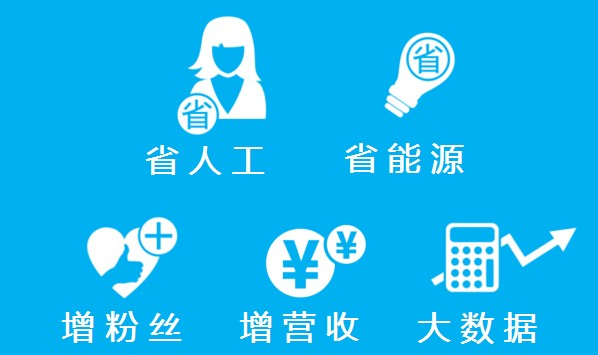 省 省
省人工 省能源
+ ¥ ¥
增粉丝 增营收 大数据